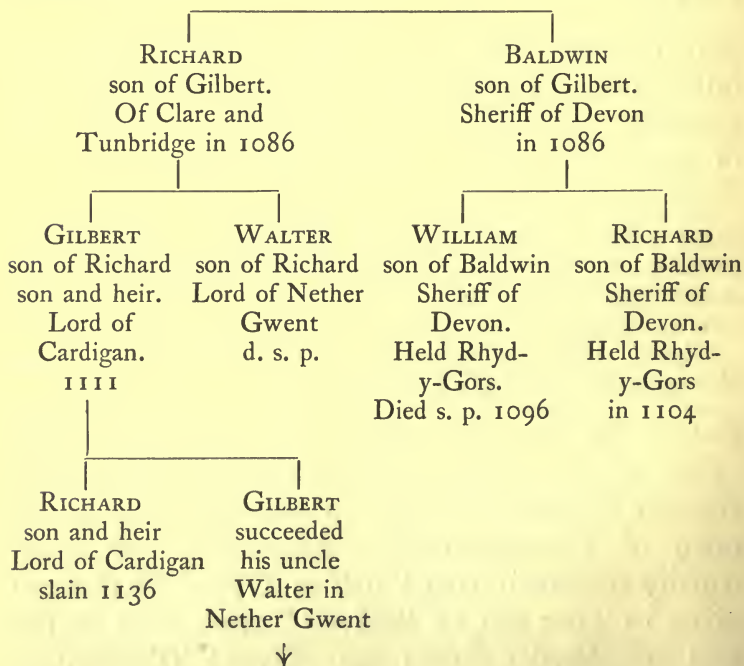 RICHARD
son of Gilbert.
Of Clare and
Tunbridge in 1086
BALDWIN
son of Gilbert.
Sheriff of Devon
in 1086
GILBERT
son of Richard
son and heir.
Lord of
Cardigan.
1111
WALTER
son of Richard
Lord of Nether
Gwent
d. s. p.
WILLIAM
son of Baldwin
Sheriff of
Devon.
Held Rhyd-
y-Gors.
Died s. p. 1096
RICHARD
son of Baldwin
Sheriff of
Devon.
Held Rhyd-
y-Gors
in 1104
RICHARD
son and heir
Lord of Cardigan
slain 1136
GILBERT
succeeded
his uncle
Walter in
Nether Gwent